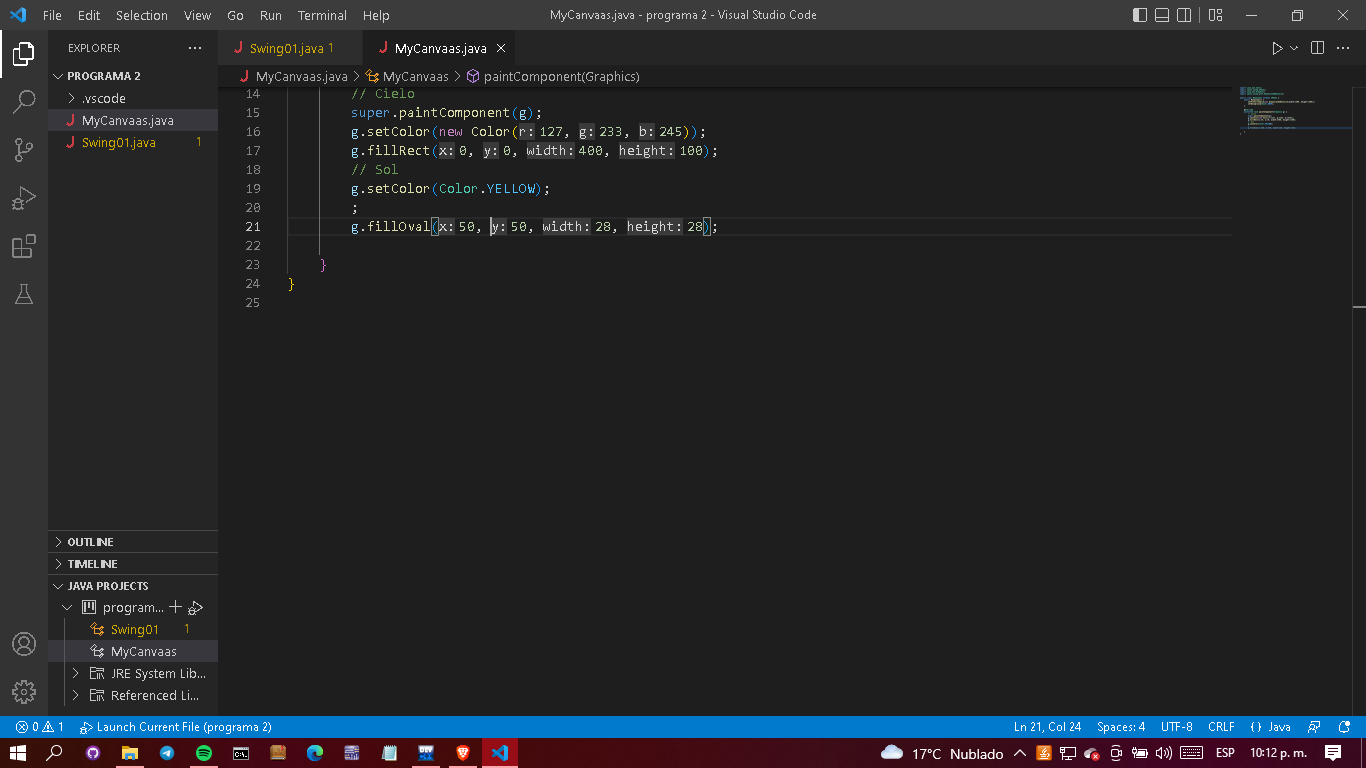 File Edit Selection View Go Run Terminal Help
MyCanvaas.java - programa 2 - Visual Studio Code
EXPLORER
PROGRAMA 2
.vscode
MyCanvaas.java
Swing01.java 1
OUTLINE
TIMELINE
JAVA PROJECTS
program...
Swing01 1
MyCanvaas
JRE System Lib...
Referenced Li...
Swing01.java 1
MyCanvaas.java
MyCanvaas.java > MyCanvaas > paintComponent(Graphics)
14 // Cielo
15 super.paintComponent(g);
16 g.setColor(new Color(r: 127, g: 233, b: 245));
17 g.fillRect(x: 0, y: 0, width: 400, height: 100);
18 // Sol
19 g.setColor(Color.YELLOW);
20 ;
21 g.fillOval(x: 50, y: 50, width: 28, height: 28);
22
23 }
24 }
25
0 1 Launch Current File (programa 2)
Ln 21, Col 24 Spaces: 4 UTF-8 CRLF {} Java
17°C Nublado ESP 10:12 p. m.